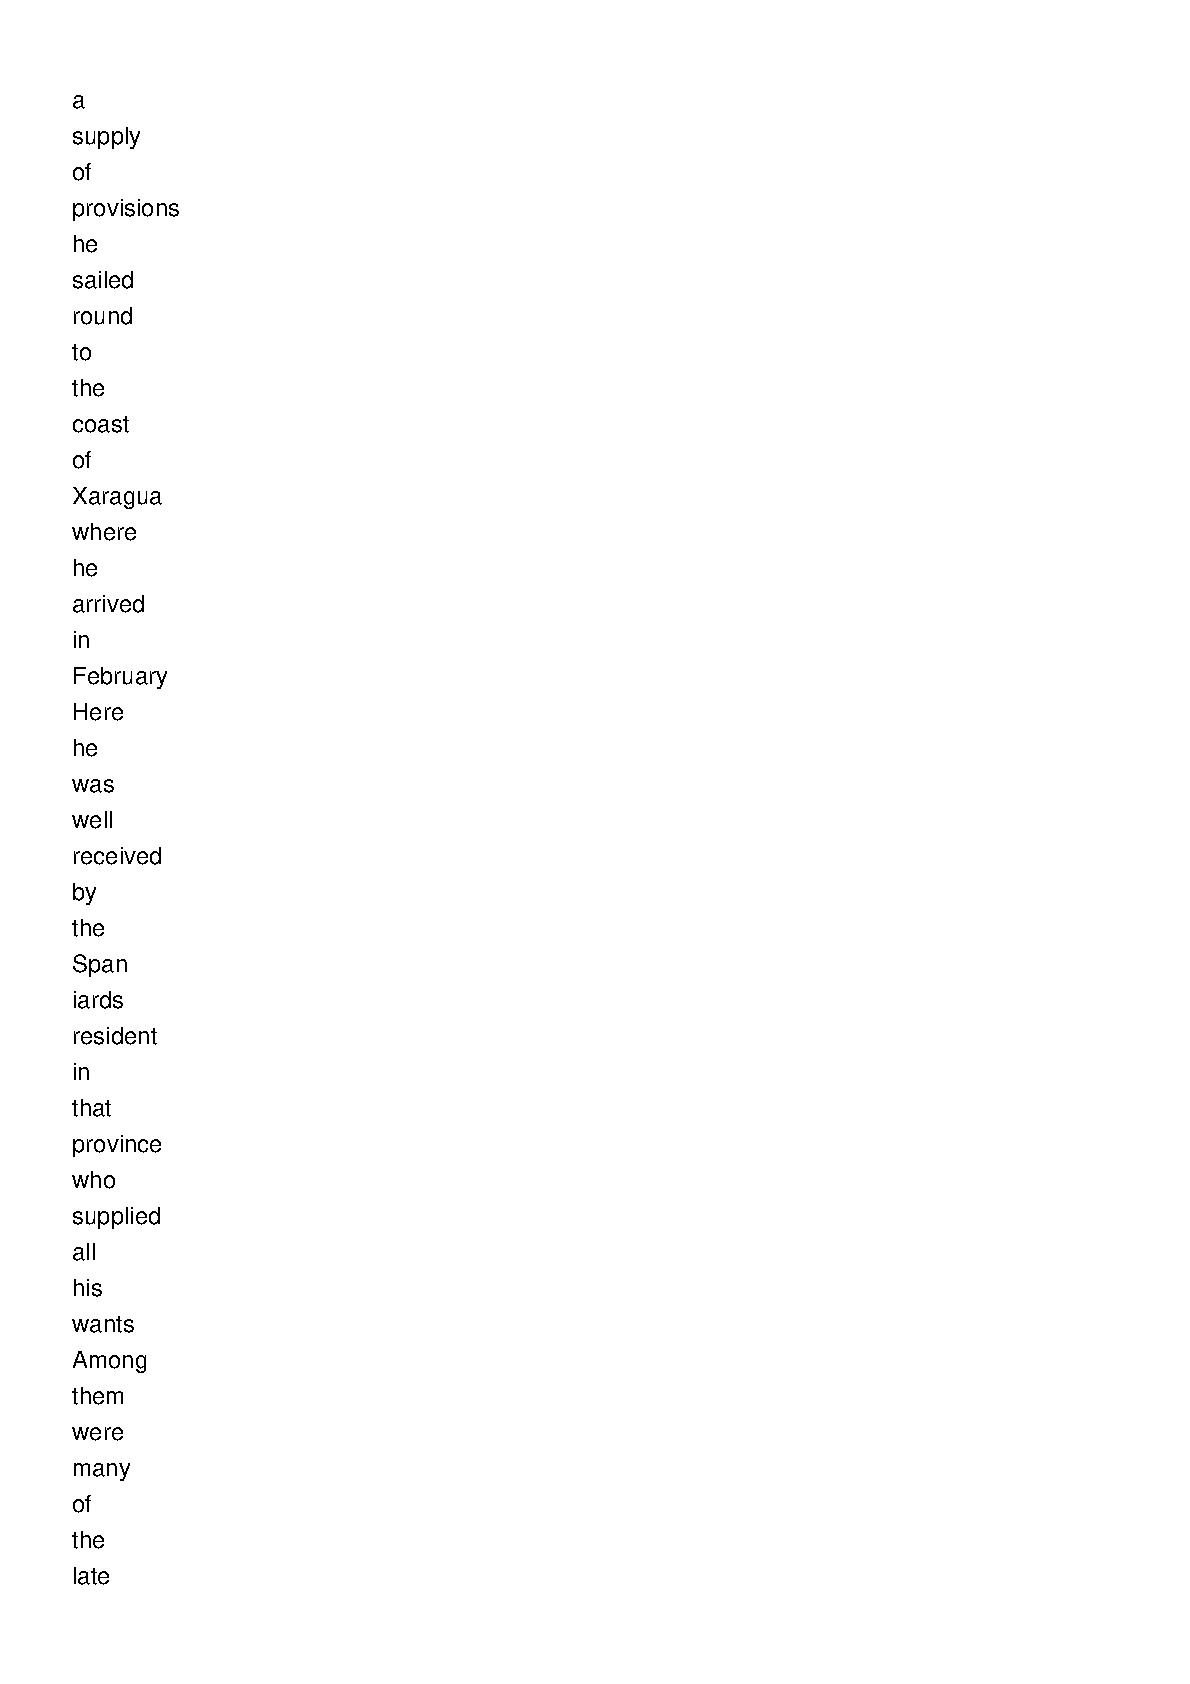 a
supply
of
provisions
he
sailed
round
to
the
coast
of
Xaragua
where
he
arrived
in
February
Here
he
was
well
received
by
the
Span
iards
resident
in
that
province
who
supplied
all
his
wants
Among
them
were
many
of
the
late